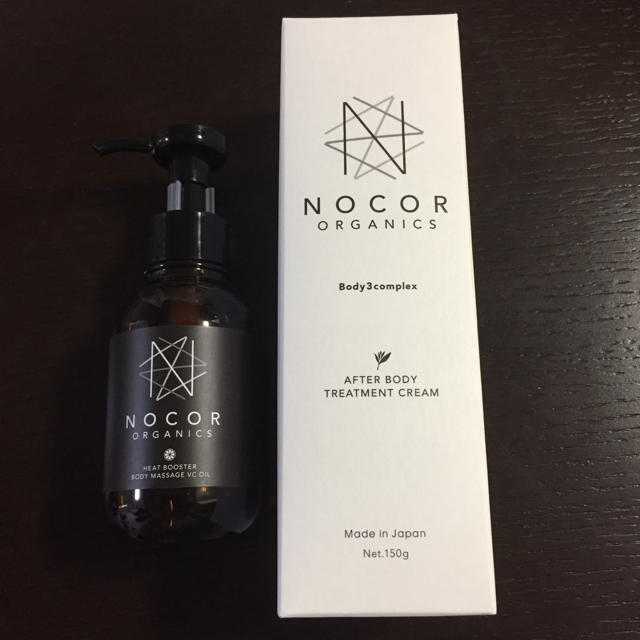 NOCOR
ORGANICS
HEAT BOOSTER
BODY MASSAGE VC OIL
N
NOCOR
ORGANICS
Body3complex
AFTER BODY
TREATMENT CREAM
Made in Japan
Net.150g